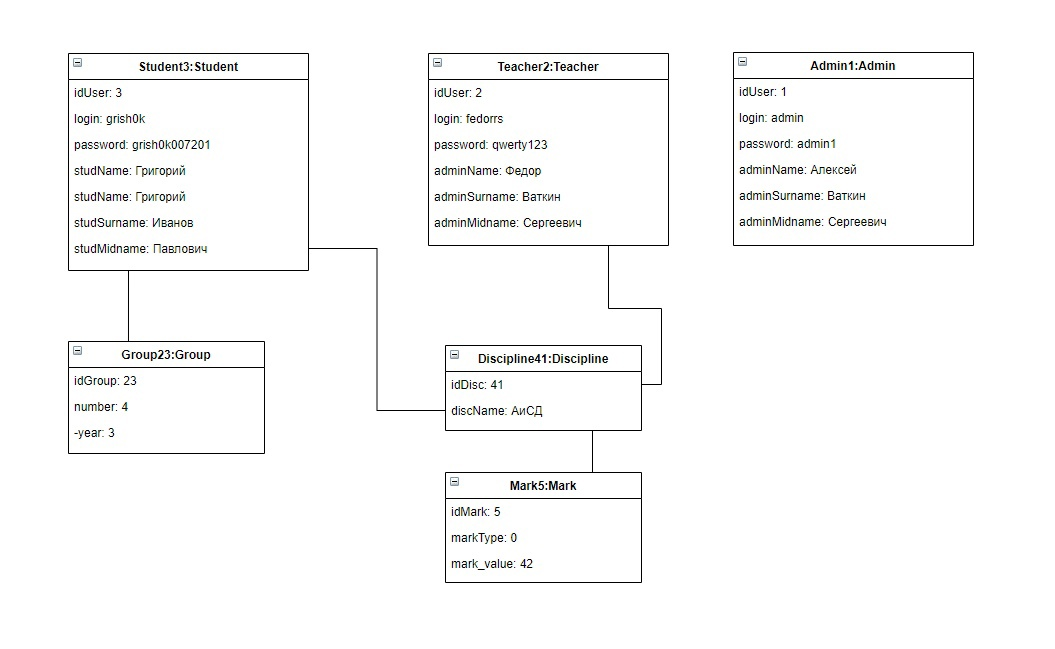 Student3:Student
idUser: 3
login: grish0k
password: grish0k007201
studName: Григорий
studName: Григорий
studSurname: Иванов
studMidname: Павлович
Teacher2:Teacher
idUser: 2
login: fedorrs
password: qwerty123
adminName: Федор
adminSurname: Ваткин
adminMidname: Сергеевич
Admin1:Admin
idUser: 1
login: admin
password: admin1
adminName: Алексей
adminSurname: Ваткин
adminMidname: Сергеевич
Group23:Group
idGroup: 23
number: 4
-year: 3
Discipline41:Discipline
idDisc: 41
discName: АиСД
Mark5:Mark
idMark: 5
markType: 0
mark_value: 42